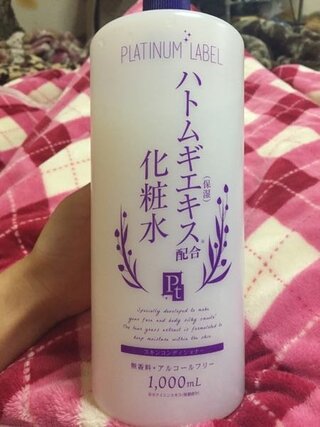 PLATINUM LABEL
ハトムギエキス(保湿)配合※
化粧水
Pt
Specially developed to make
your face and body silky smooth!
The tear grass extract is formulated to
keep moisture within the skin
スキンコンディショナー
無香料・アルコールフリー
1,000mL